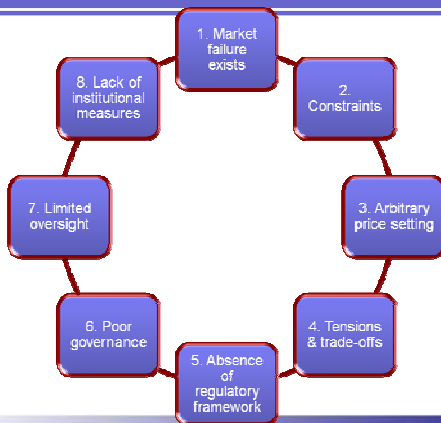 1. Market
failure
exists
2.
Constraints
3. Arbitrary
price setting
4. Tensions
& trade-offs
5. Absence
of
regulatory
framework
6. Poor
governance
7. Limited
oversight
8. Lack of
institutional
measures